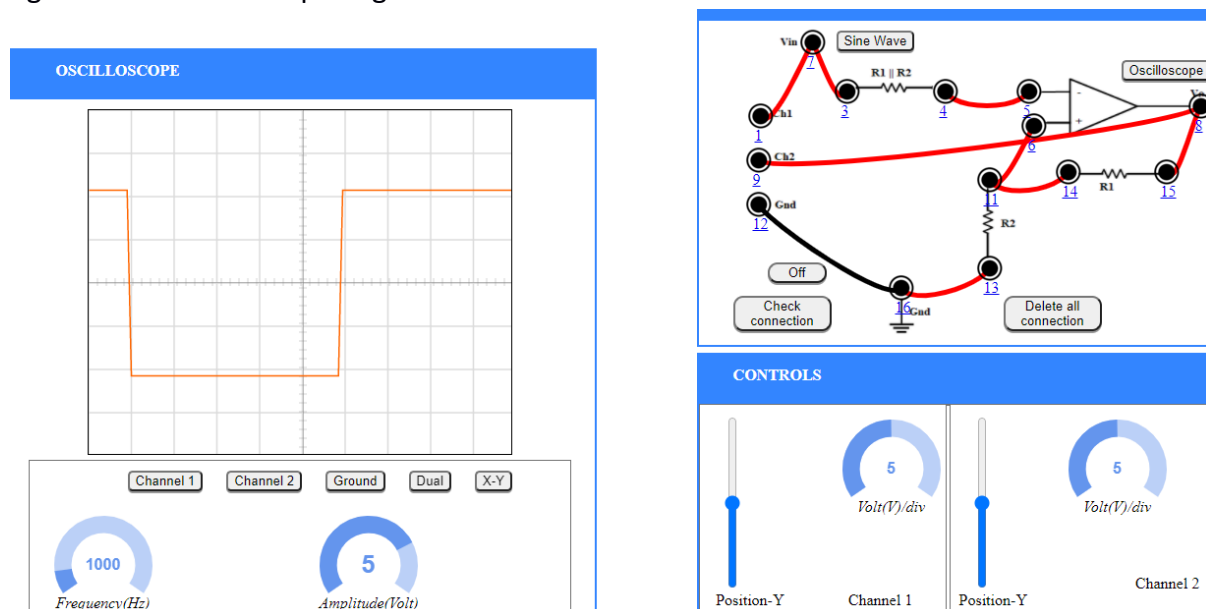 OSCILLOSCOPE
Channel 1
Channel 2
Ground
Dual
X-Y
1000
Frequency(Hz)
5
Amplitude(Volt)
Vin
Sine Wave
7
R1 || R2
Oscilloscope
3
4
5
8
Ch1
1
6
Ch2
9
11
14
R1
15
Gnd
12
R2
Off
13
Check
connection
16
Gnd
Delete all
connection
CONTROLS
5
Volt(V)/div
Position-Y
Channel 1
5
Volt(V)/div
Position-Y
Channel 2